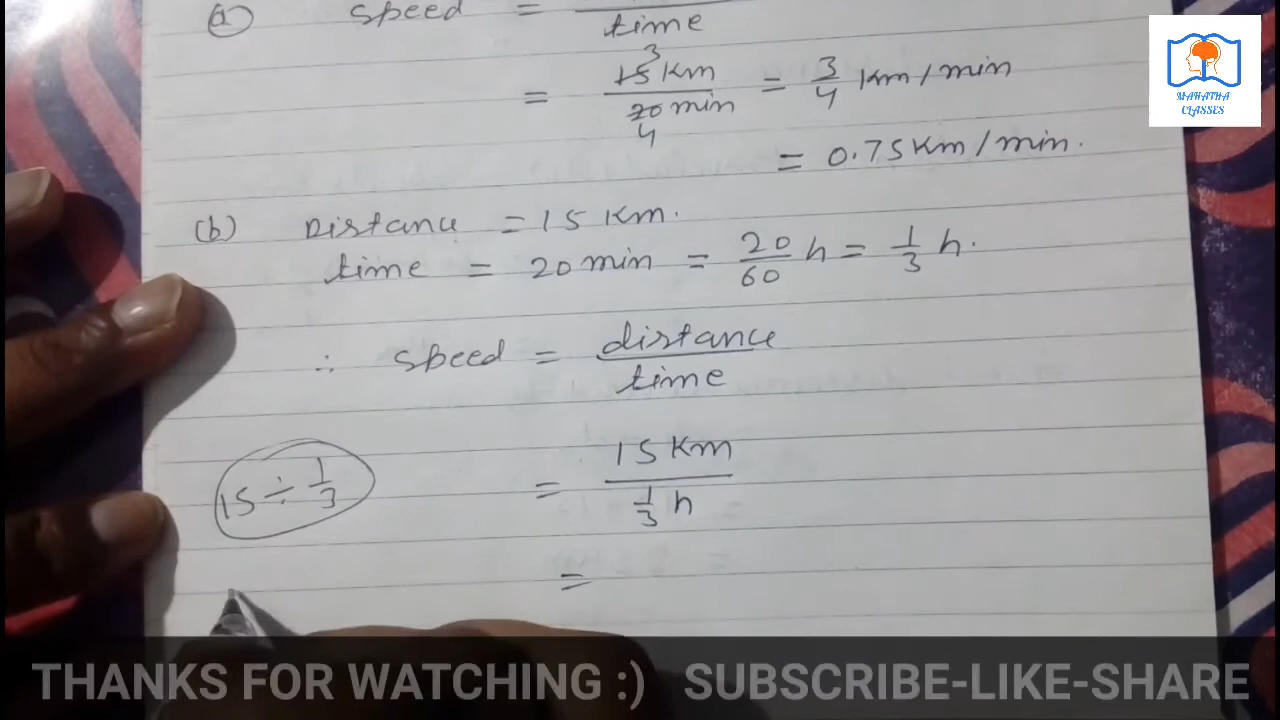 (a) speed =
time
MAHATHA
CLASSES
3
= 15 Km / 20 min = 3/4 Km/min
4
= 0.75 Km/min.
(b) Distance = 15 Km.
time = 20 min = 20/60 h = 1/3 h.
∴ speed = distance / time
15 ÷ 1/3 = 15 Km / 1/3 h
=
THANKS FOR WATCHING :) SUBSCRIBE-LIKE-SHARE